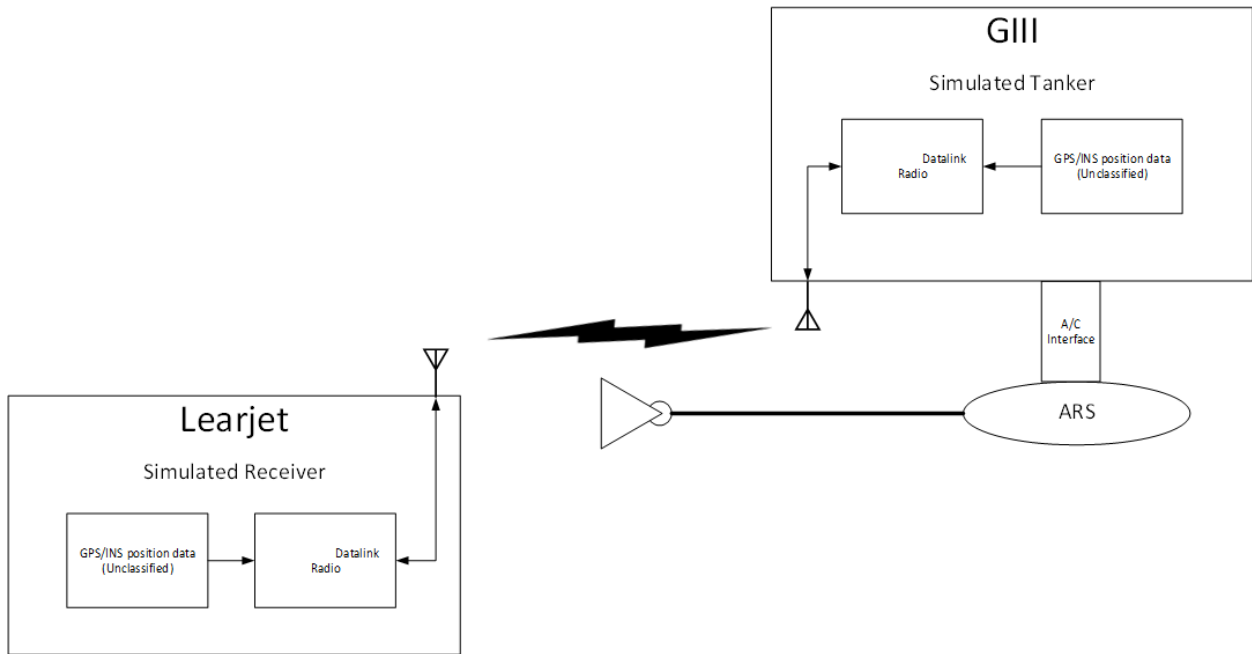 GIII
Simulated Tanker
Datalink
Radio
GPS/INS position data
(Unclassified)
A/C
Interface
ARS
Learjet
Simulated Receiver
GPS/INS position data
(Unclassified)
Datalink
Radio